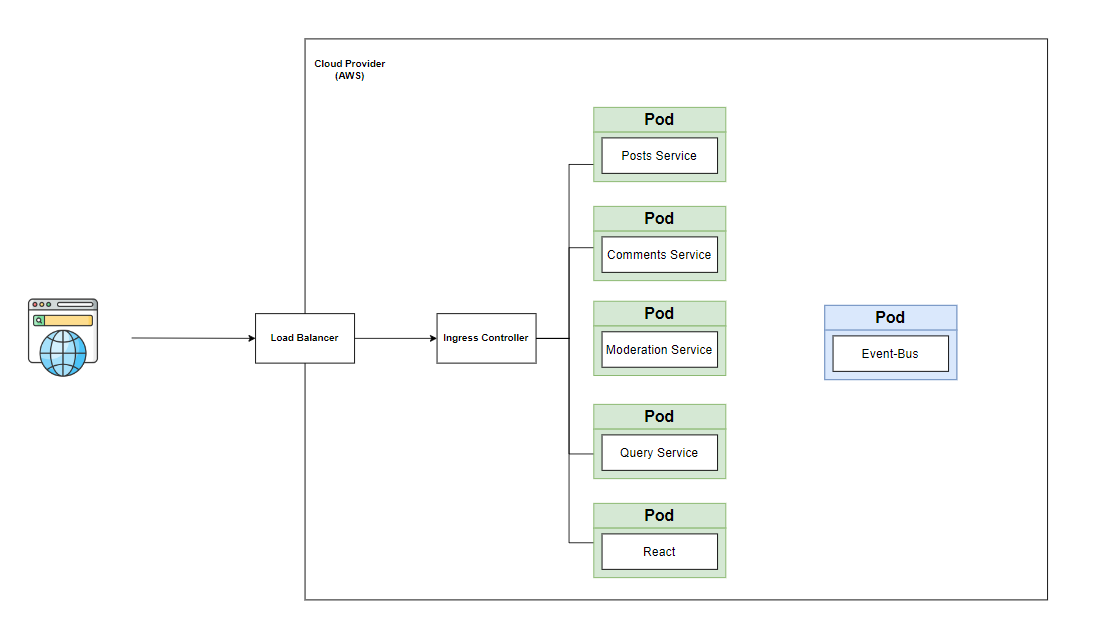 Cloud Provider
(AWS)
Load Balancer
Ingress Controller
Pod
Posts Service
Pod
Comments Service
Pod
Moderation Service
Pod
Query Service
Pod
React
Pod
Event-Bus